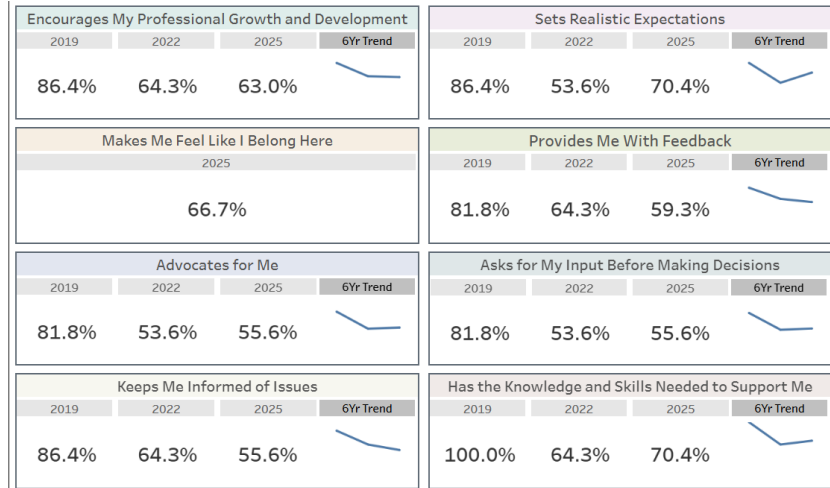 Encourages My Professional Growth and Development
2019 2022 2025 6Yr Trend
86.4% 64.3% 63.0%
Sets Realistic Expectations
2019 2022 2025 6Yr Trend
86.4% 53.6% 70.4%
Makes Me Feel Like I Belong Here
2025
66.7%
Provides Me With Feedback
2019 2022 2025 6Yr Trend
81.8% 64.3% 59.3%
Advocates for Me
2019 2022 2025 6Yr Trend
81.8% 53.6% 55.6%
Asks for My Input Before Making Decisions
2019 2022 2025 6Yr Trend
81.8% 53.6% 55.6%
Keeps Me Informed of Issues
2019 2022 2025 6Yr Trend
86.4% 64.3% 55.6%
Has the Knowledge and Skills Needed to Support Me
2019 2022 2025 6Yr Trend
100.0% 64.3% 70.4%